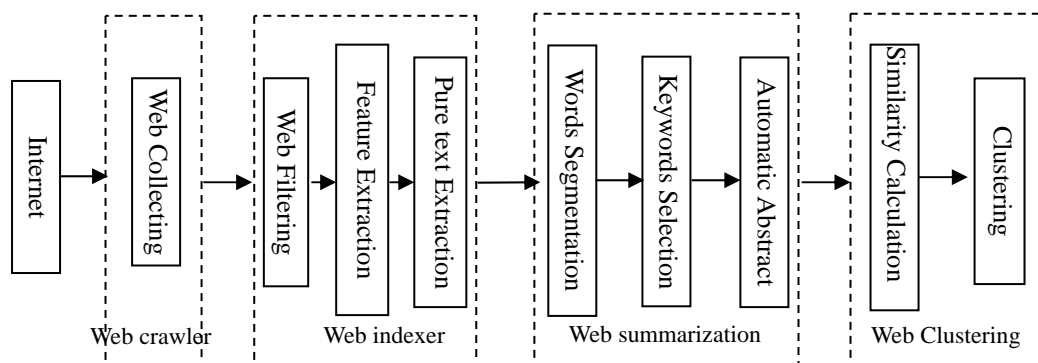 Internet
Web Collecting
Web crawler
Web Filtering
Feature Extraction
Pure text Extraction
Web indexer
Words Segmentation
Keywords Selection
Automatic Abstract
Web summarization
Similarity Calculation
Clustering
Web Clustering